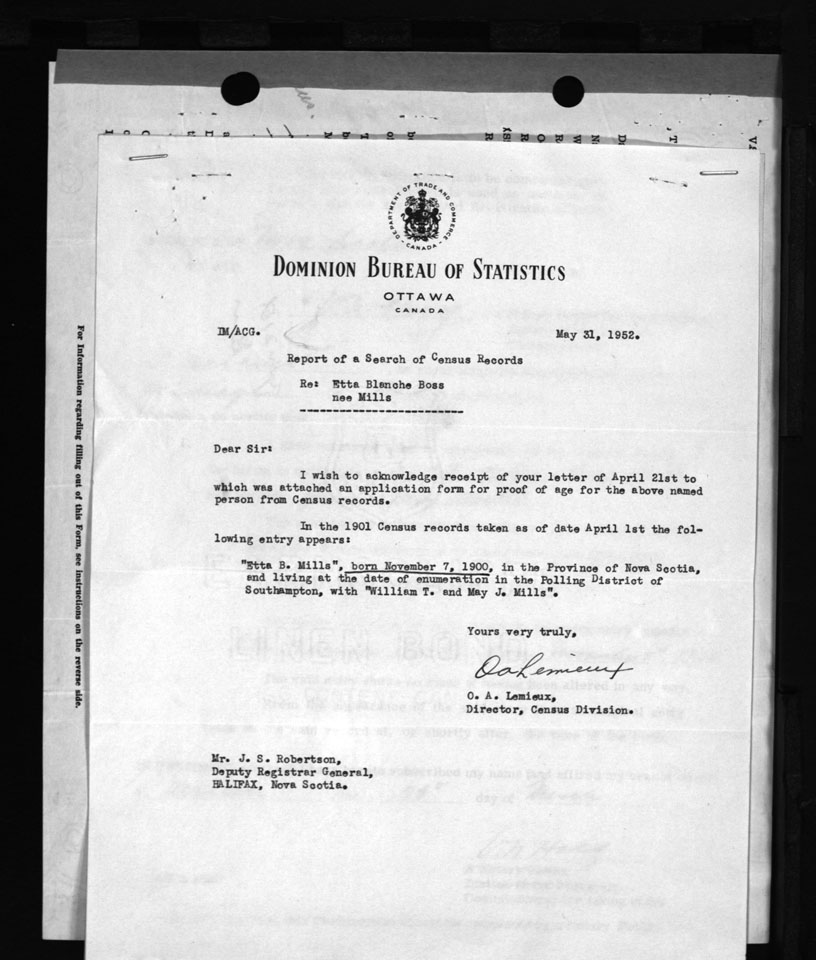 DEPARTMENT OF TRADE AND COMMERCE
- CANADA -
DOMINION BUREAU OF STATISTICS
OTTAWA
CANADA
IM/ACG.
May 31, 1952.
Report of a Search of Census Records
Re: Etta Blanche Boss
nee Mills
Dear Sir:
I wish to acknowledge receipt of your letter of April 21st to
which was attached an application form for proof of age for the above named
person from Census records.
In the 1901 Census records taken as of date April 1st the fol-
lowing entry appears:
"Etta B. Mills", born November 7, 1900, in the Province of Nova Scotia,
and living at the date of enumeration in the Polling District of
Southampton, with "William T. and May J. Mills".
Yours very truly,
O A Lemieux
O. A. Lemieux,
Director, Census Division.
Mr. J. S. Robertson,
Deputy Registrar General,
HALIFAX, Nova Scotia.
For Information regarding filling out of this Form, see instructions on the reverse side.